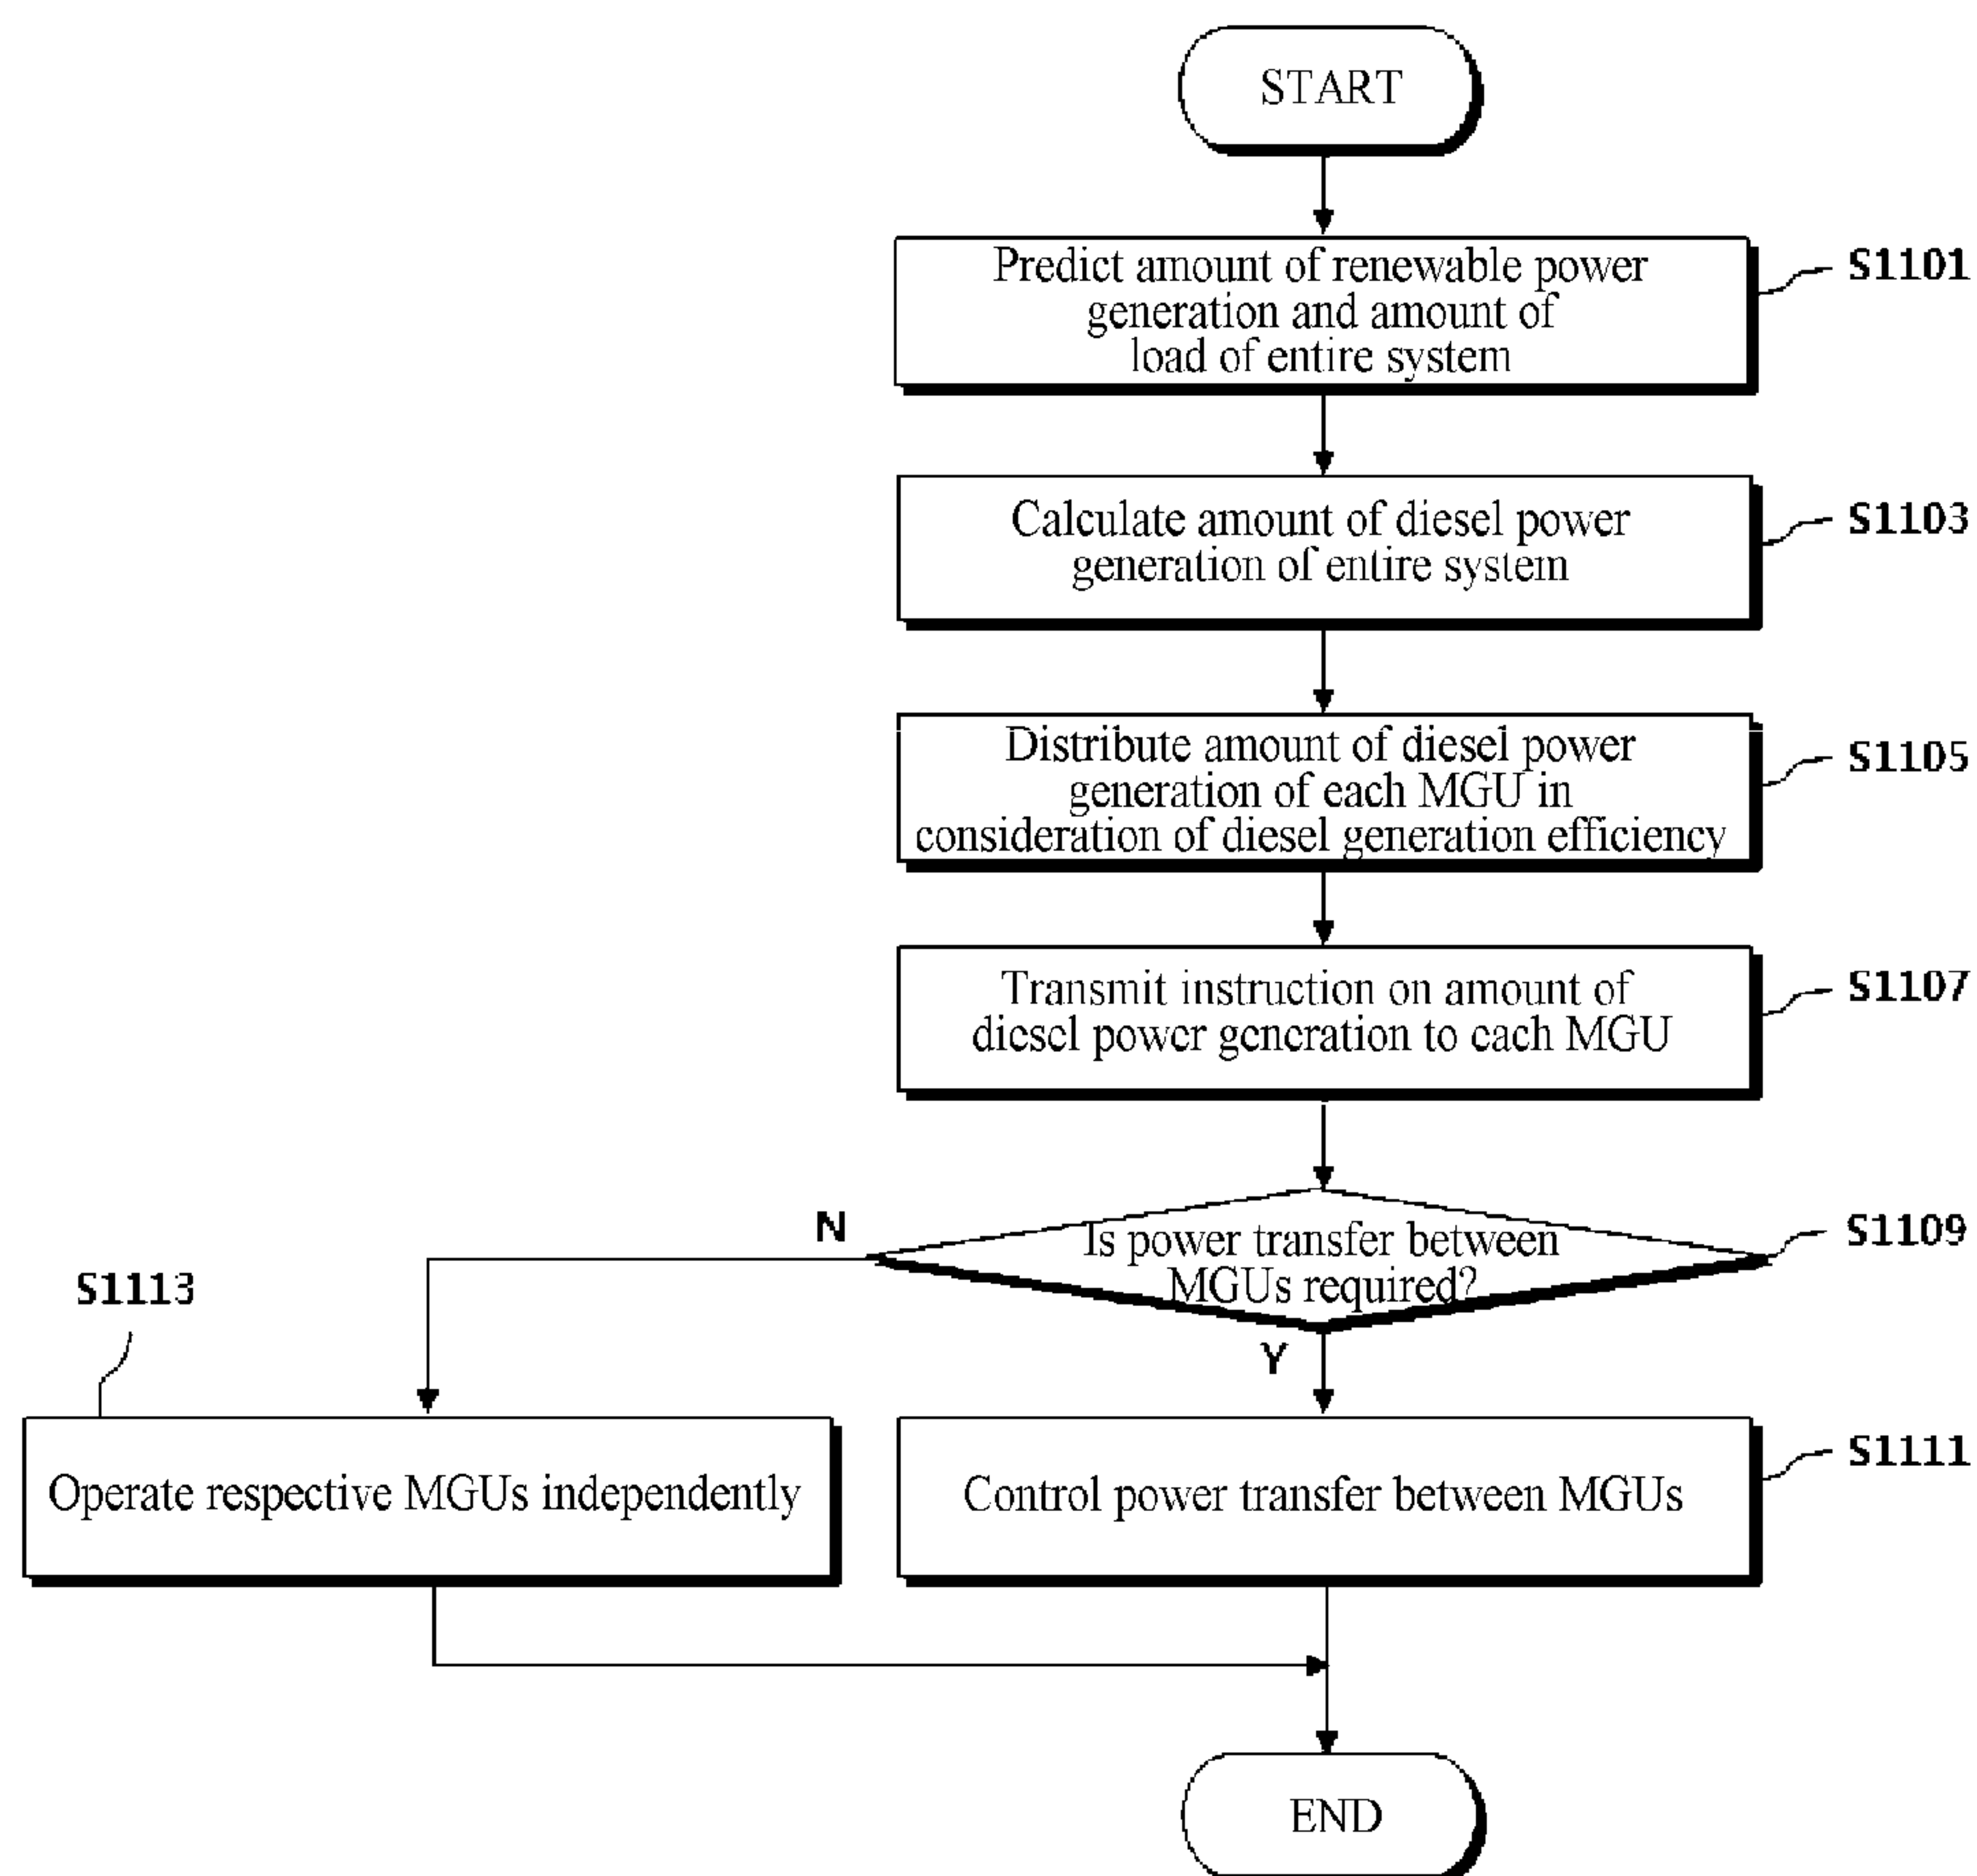 START
Predict amount of renewable power
generation and amount of
load of entire system
S1101
Calculate amount of diesel power
generation of entire system
S1103
Distribute amount of diesel power
generation of each MGU in
consideration of diesel generation efficiency
S1105
Transmit instruction on amount of
diesel power generation to each MGU
S1107
Is power transfer between
MGUs required?
S1109
N
Y
S1113
Operate respective MGUs independently
Control power transfer between MGUs
S1111
END